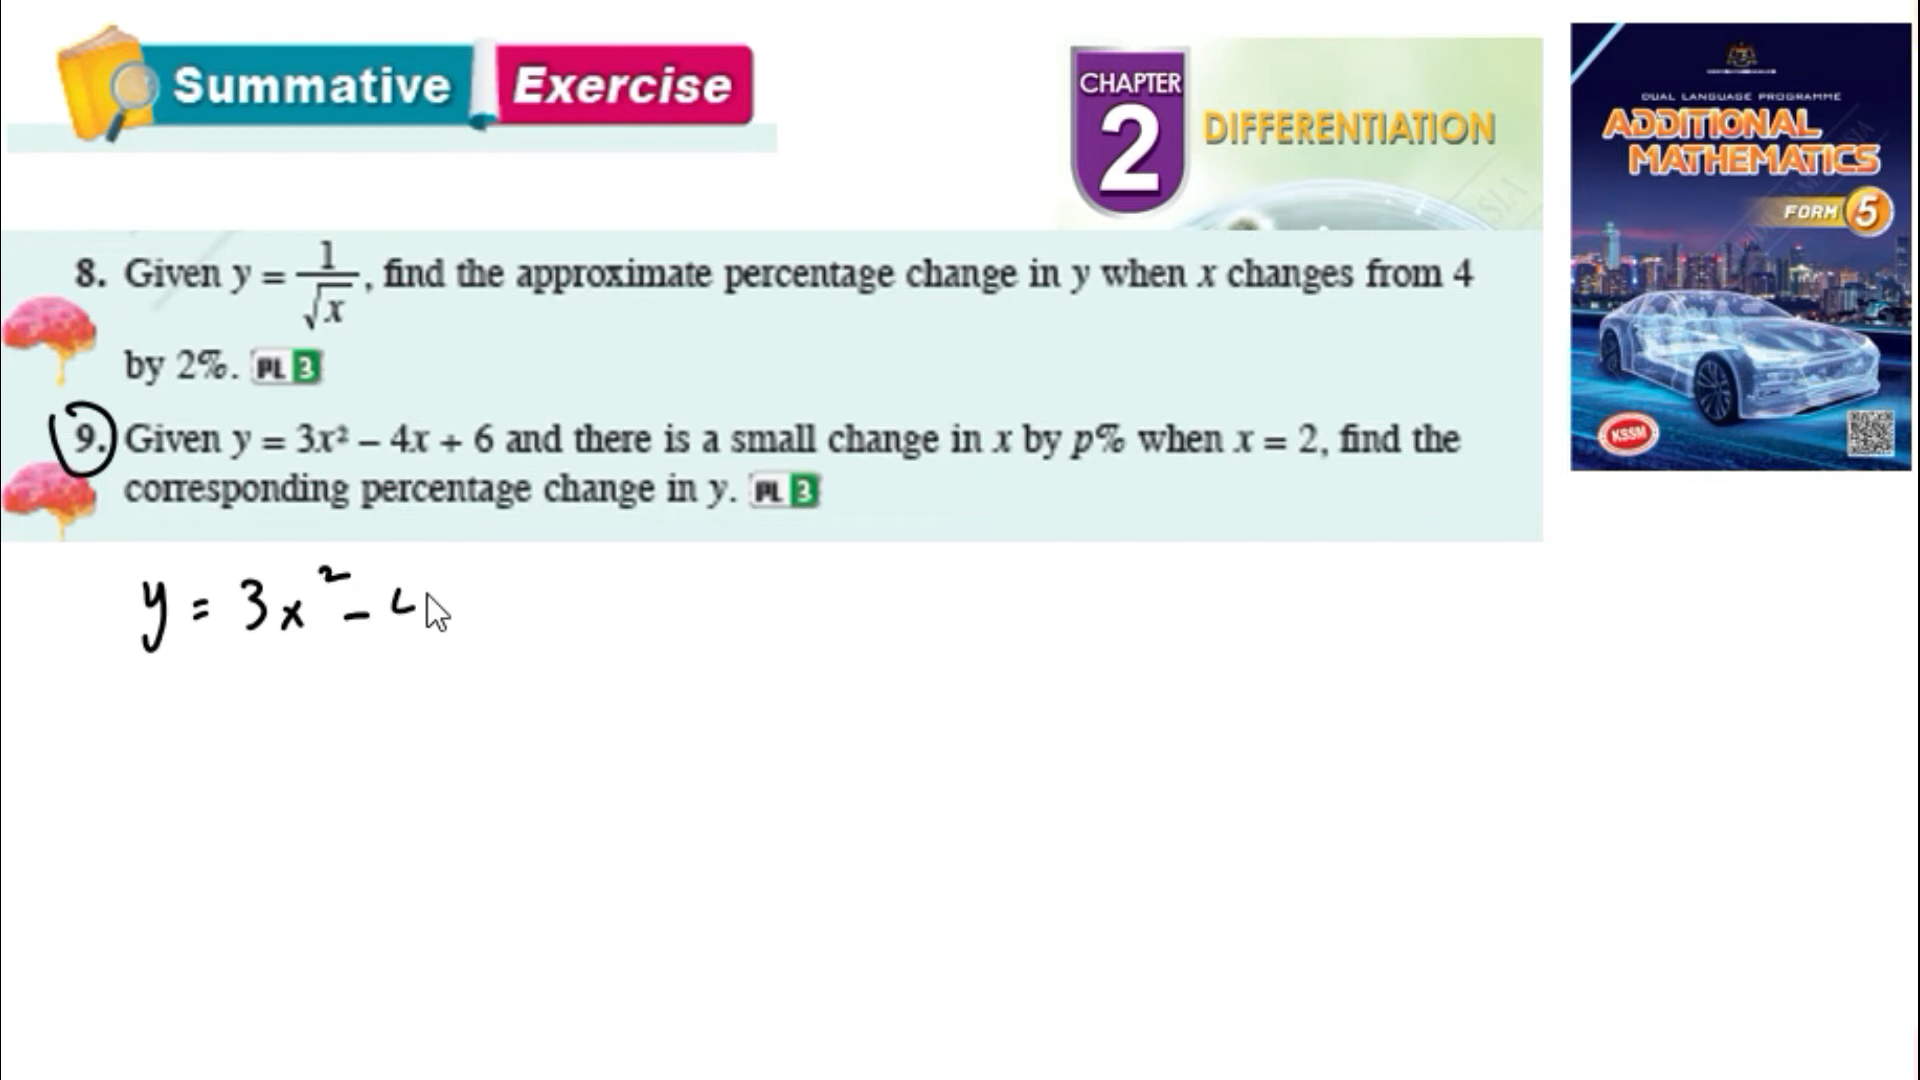 Summative Exercise
CHAPTER
2
DIFFERENTIATION
DUAL LANGUAGE PROGRAMME
ADDITIONAL
MATHEMATICS
FORM 5
KSSM
8. Given y = 1/√x, find the approximate percentage change in y when x changes from 4
by 2%. PL 3
9. Given y = 3x² – 4x + 6 and there is a small change in x by p% when x = 2, find the
corresponding percentage change in y. PL 3
y = 3x² - 4